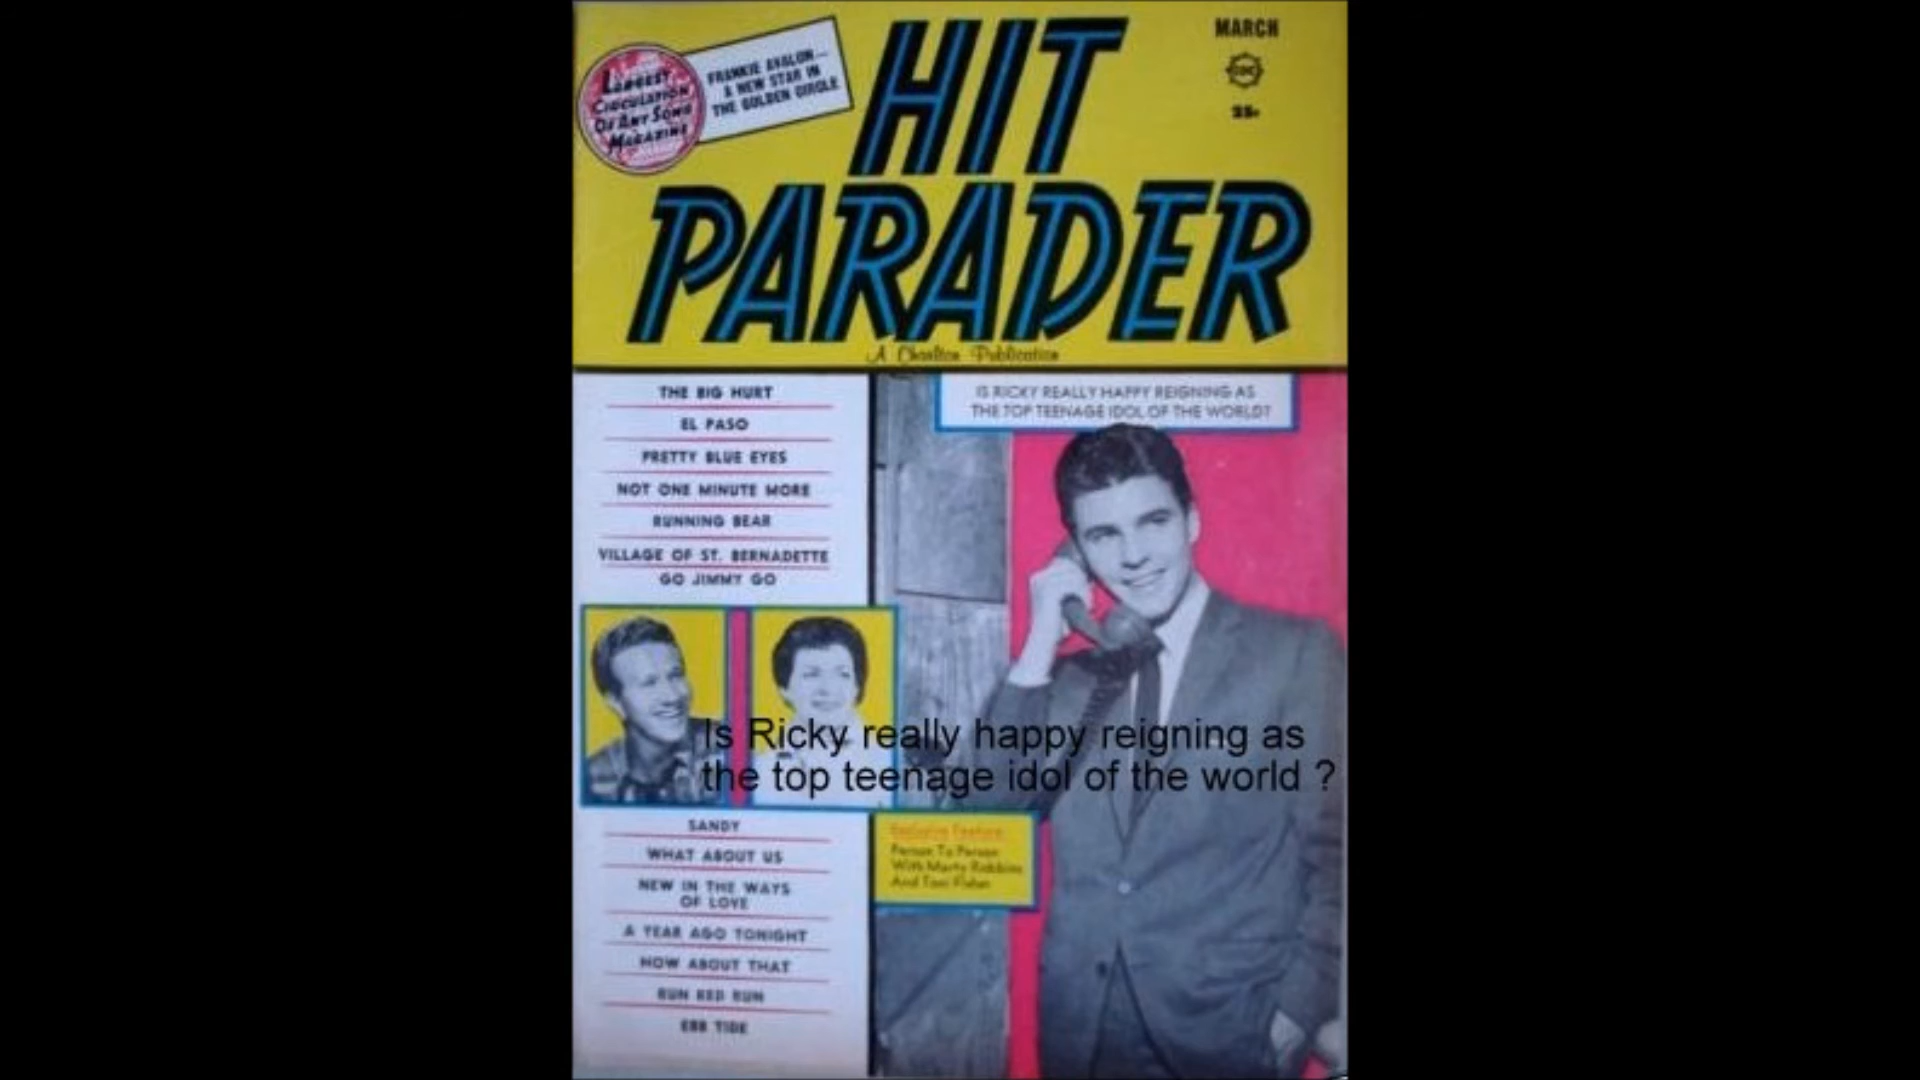 HIT
PARADER
MARCH
CDC
35¢
LARGEST
CIRCULATION
OF ANY SONG
MAGAZINE
FRANKIE AVALON—
A NEW STAR IN
THE GOLDEN CIRCLE
A Charlton Publication
THE BIG HURT
EL PASO
PRETTY BLUE EYES
NOT ONE MINUTE MORE
RUNNING BEAR
VILLAGE OF ST. BERNADETTE
GO JIMMY GO
IS RICKY REALLY HAPPY REIGNING AS
THE TOP TEENAGE IDOL OF THE WORLD?
Is Ricky really happy reigning as
the top teenage idol of the world ?
SANDY
WHAT ABOUT US
NEW IN THE WAYS
OF LOVE
A YEAR AGO TONIGHT
HOW ABOUT THAT
RUN RED RUN
EBB TIDE
Exclusive Feature
Person To Person
With Marty Robbins
And Toni Fisher